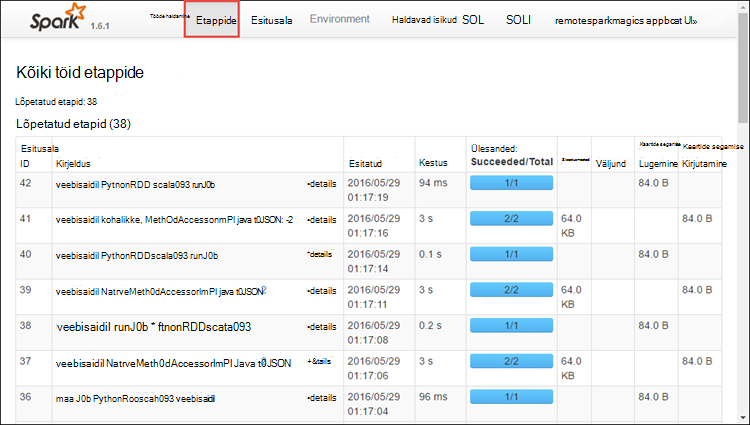 Spark 1.6.1 Tööde haldamine Etappide Esitusala Environment Haldavad isikud SOL SOLI remotesparkmagics appbcat UI»
Kõiki töid etappide
Lõpetatud etapid: 38
Lõpetatud etapid (38)
Esitusala Ülesanded: Kaartide segamise Kaartide segamise
ID Kirjeldus Esitatud Kestus Succeeded/Total Väljund Lugemine Kirjutamine
42 veebisaidil PytnonRDD scala093 runJ0b •details 2016/05/29 94 ms 1/1 84.0 B
01:17:19
41 veebisaidil kohalikke, MethOdAccessonmPI java t0JSON: -2 •details 2016/05/29 3 s 2/2 64.0 84.0 B
01:17:16 KB
40 veebisaidil PythonRDDscala093 runJ0b *details 2016/05/29 0.1 s 1/1 84.0 B
01:17:14
39 veebisaidil NatrveMeth0dAccessorImPI java t0JSON •details 2016/05/29 3 s 2/2 64.0 84.0 B
01:17:11 KB
38 veebisaidil runJ0b * ftnonRDDscata093 •details 2016/05/29 0.2 s 1/1 84.0 B
01:17:08
37 veebisaidil NatrveMeth0dAccessorImPI Java t0JSON +&tails 2016/05/29 3 s 2/2 64.0 84.0 B
01:17:06 KB
36 maa J0b PythonRooscah093 veebisaidil •details 2016/05/29 96 ms 1/1 84.0 B
01:17:04